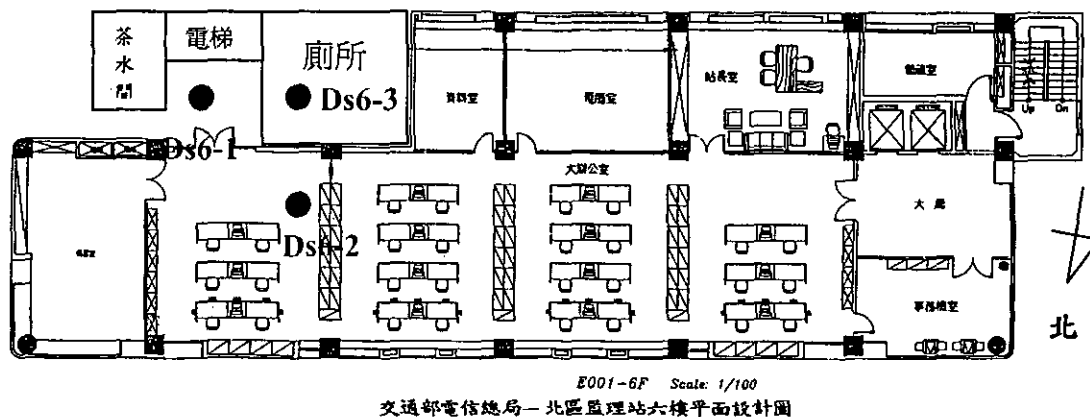 茶水間
電梯
廁所
Ds6-3
資料室
電腦室
站長室
Up
Dn
Ds6-1
大辦公室
Ds6-2
大廳
事務機室
北
E001-6F Scale: 1/100
交通部電信總局－北區監理站六樓平面設計圖